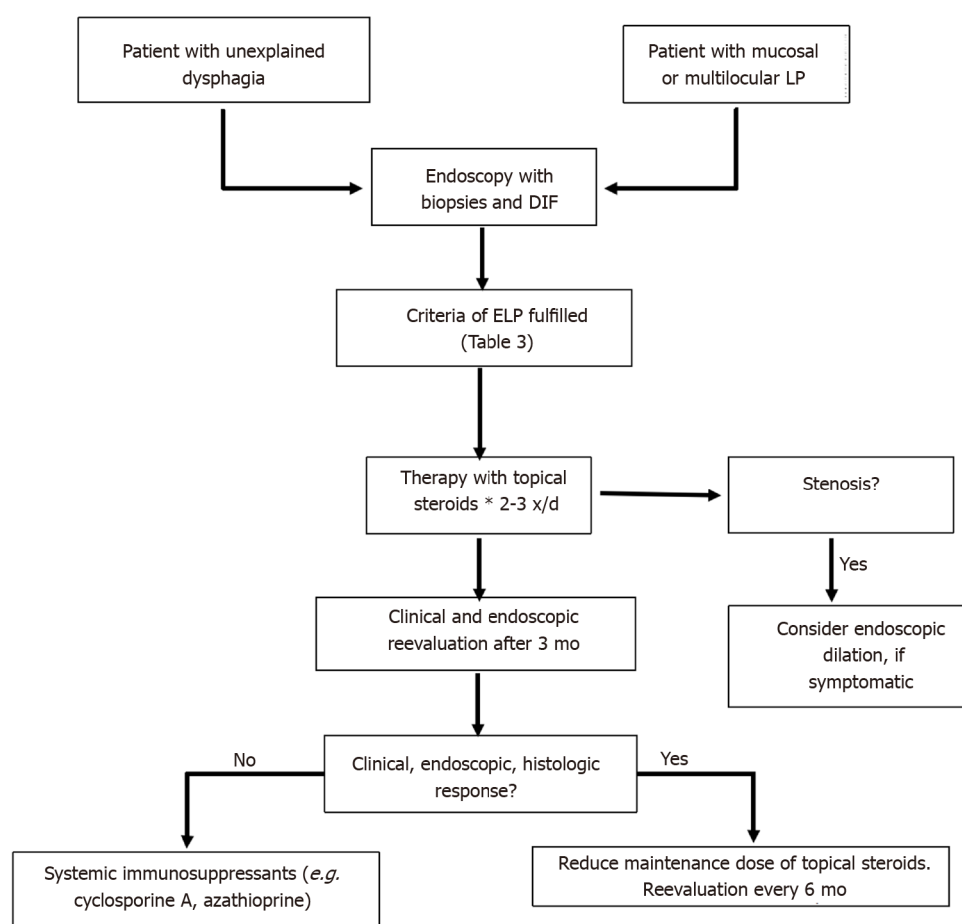 Patient with unexplained
dysphagia
Patient with mucosal
or multilocular LP
Endoscopy with
biopsies and DIF
Criteria of ELP fulfilled
(Table 3)
Therapy with topical
steroids * 2-3 x/d
Stenosis?
Yes
Clinical and endoscopic
reevaluation after 3 mo
Consider endoscopic
dilation, if
symptomatic
No
Clinical, endoscopic, histologic
response?
Yes
Systemic immunosuppressants (e.g.
cyclosporine A, azathioprine)
Reduce maintenance dose of topical steroids.
Reevaluation every 6 mo